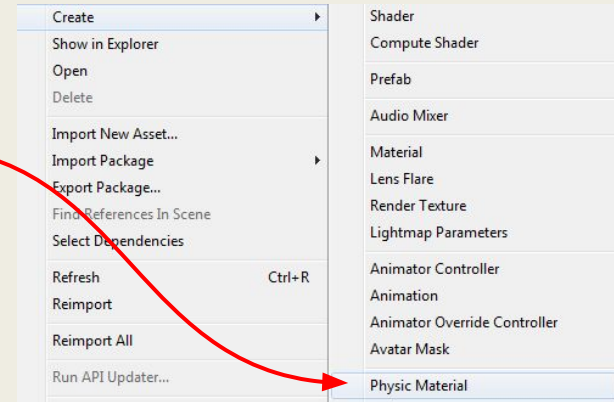 Create
Show in Explorer
Open
Delete
Import New Asset...
Import Package
Export Package...
Find References In Scene
Select Dependencies
Refresh Ctrl+R
Reimport
Reimport All
Run API Updater...
Shader
Compute Shader
Prefab
Audio Mixer
Material
Lens Flare
Render Texture
Lightmap Parameters
Animator Controller
Animation
Animator Override Controller
Avatar Mask
Physic Material